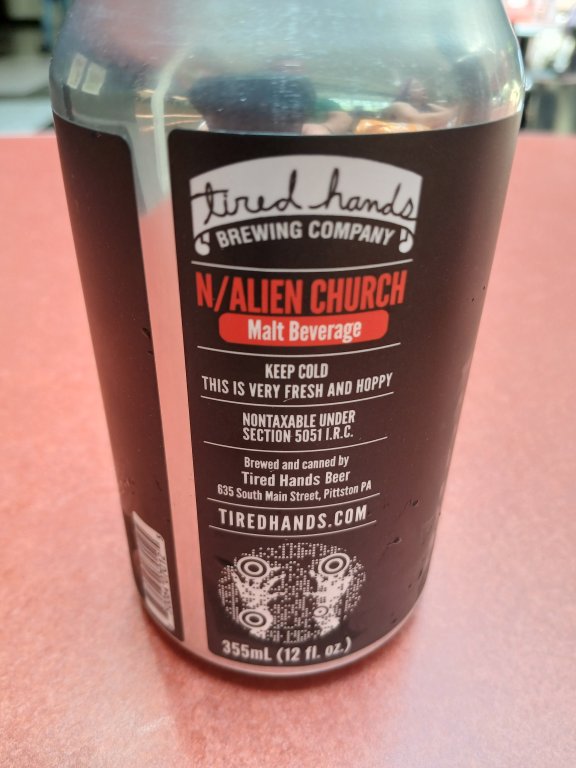 tired hands
BREWING COMPANY
N/ALIEN CHURCH
Malt Beverage
KEEP COLD
THIS IS VERY FRESH AND HOPPY
NONTAXABLE UNDER
SECTION 5051 I.R.C.
Brewed and canned by
Tired Hands Beer
635 South Main Street, Pittston PA
TIREDHANDS.COM
355mL (12 fl. oz.)